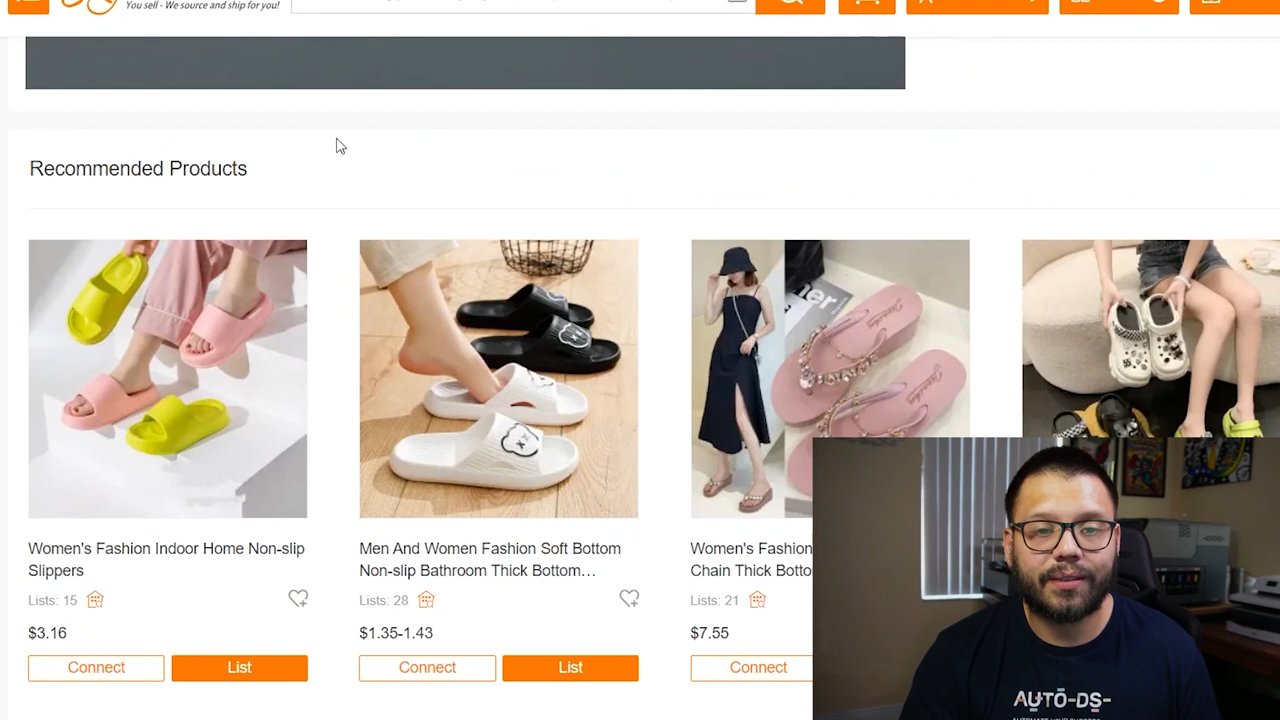 You sell - We source and ship for you!
Recommended Products
Women's Fashion Indoor Home Non-slip
Slippers
Lists: 15
$3.16
Connect
List
Men And Women Fashion Soft Bottom
Non-slip Bathroom Thick Bottom...
Lists: 28
$1.35-1.43
Connect
List
Women's Fashion
Chain Thick Botto
Lists: 21
$7.55
Connect
AUTO-DS-